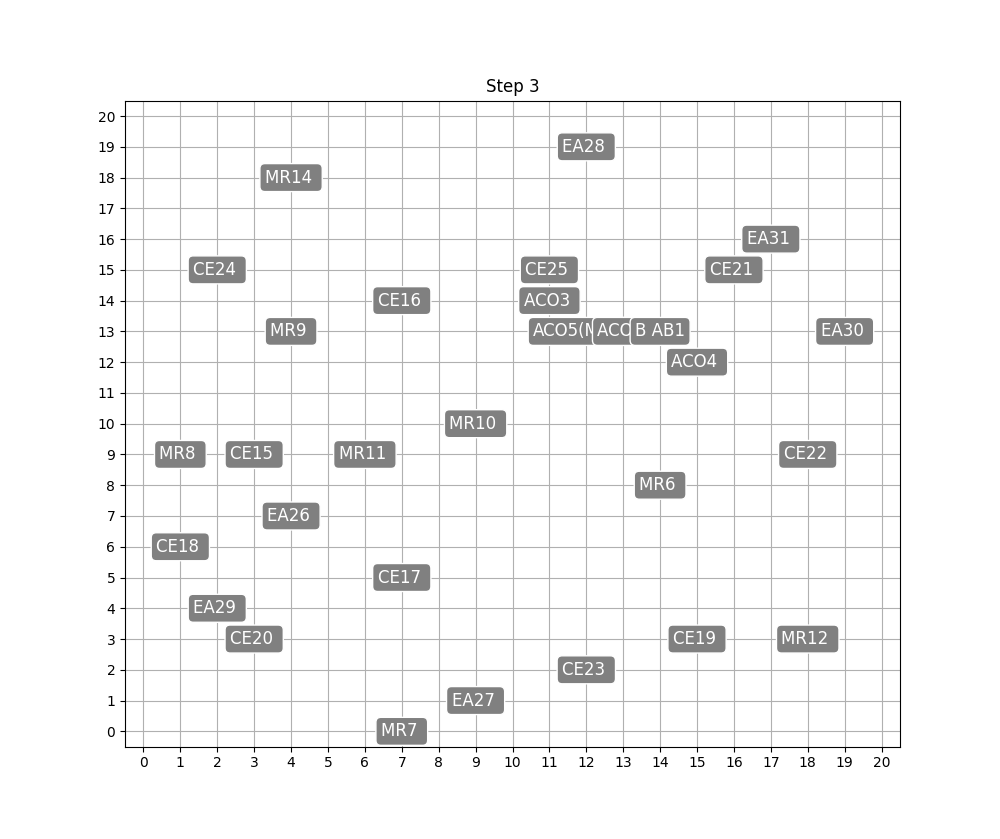 Step 3
20
19 EA28
18 MR14
17
16 EA31
15 CE24 CE25 CE21
14 CE16 ACO3
13 MR9 ACO5( ACO B AB1 EA30
12 ACO4
11
10 MR10
9 MR8 CE15 MR11 CE22
8 MR6
7 EA26
6 CE18
5 CE17
4 EA29
3 CE20 CE19 MR12
2 CE23
1 EA27
0 MR7
0 1 2 3 4 5 6 7 8 9 10 11 12 13 14 15 16 17 18 19 20